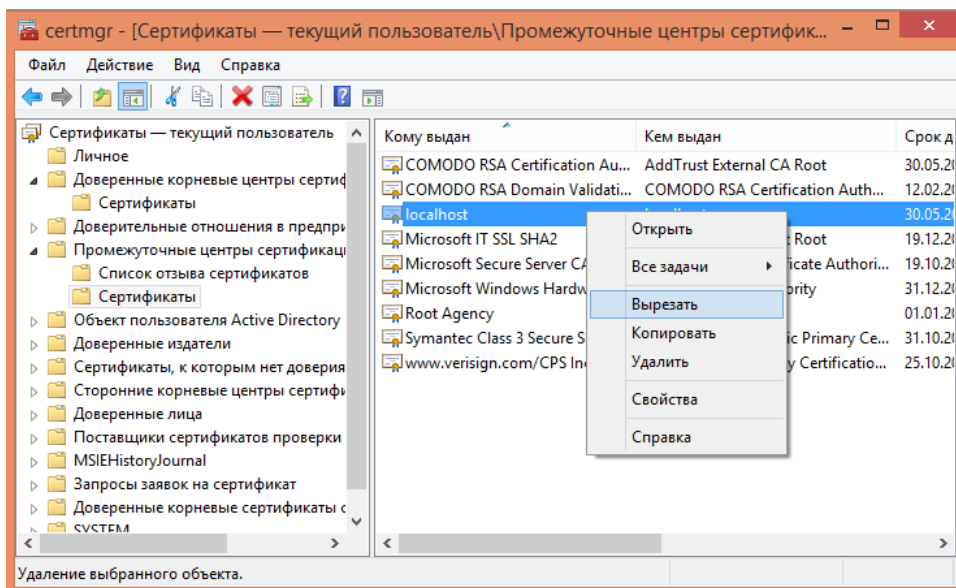 certmgr - [Сертификаты — текущий пользователь\Промежуточные центры сертифик...
Файл Действие Вид Справка
Сертификаты — текущий пользователь
Личное
Доверенные корневые центры сертиф
Сертификаты
Доверительные отношения в предпри
Промежуточные центры сертификаци
Список отзыва сертификатов
Сертификаты
Объект пользователя Active Directory
Доверенные издатели
Сертификаты, к которым нет доверия
Сторонние корневые центры сертифи
Доверенные лица
Поставщики сертификатов проверки
MSIEHistoryJournal
Запросы заявок на сертификат
Доверенные корневые сертификаты с
SYSTEM
Кому выдан Кем выдан Срок д
COMODO RSA Certification Au... AddTrust External CA Root 30.05.20
COMODO RSA Domain Validati... COMODO RSA Certification Auth... 12.02.20
localhost 30.05.20
Microsoft IT SSL SHA2 Root 19.12.20
Microsoft Secure Server CA icate Authori... 19.10.20
Microsoft Windows Hardw ority 31.12.20
Root Agency 01.01.20
Symantec Class 3 Secure S ic Primary Ce... 31.10.20
www.verisign.com/CPS In y Certificatio... 25.10.20
Открыть
Все задачи
Вырезать
Копировать
Удалить
Свойства
Справка
Удаление выбранного объекта.